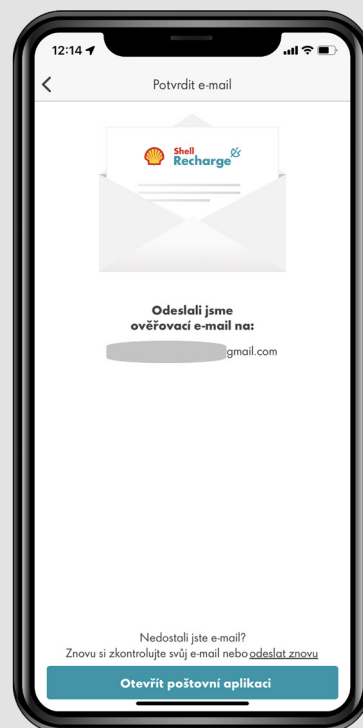 12:14
Potvrdit e-mail
Shell
Recharge
Odeslali jsme
ověřovací e-mail na:
gmail.com
Nedostali jste e-mail?
Znovu si zkontrolujte svůj e-mail nebo odeslat znovu
Otevřít poštovní aplikaci